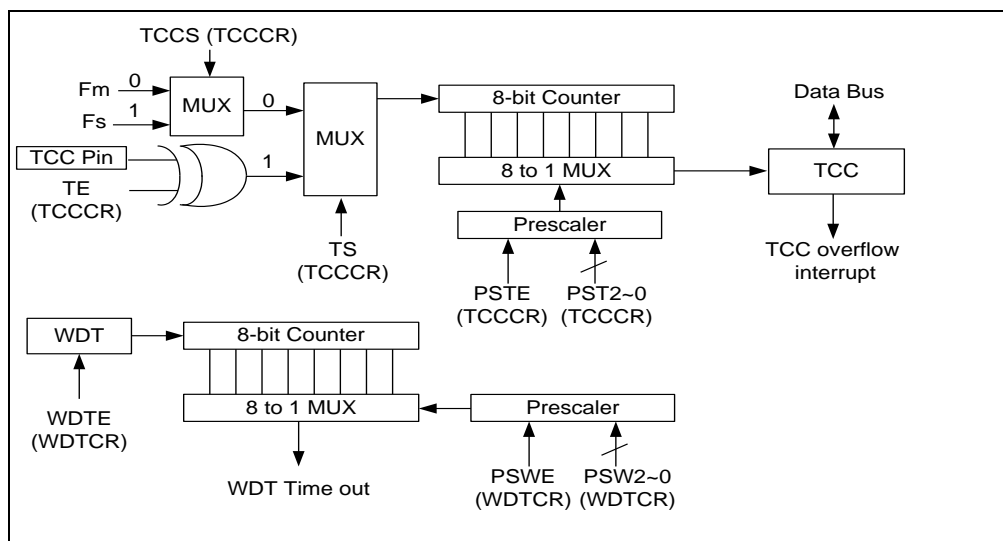 TCCS (TCCCR)
Fm
0
Fs
1
MUX
0
TCC Pin
TE
(TCCCR)
1
MUX
TS
(TCCCR)
8-bit Counter
8 to 1 MUX
Prescaler
PSTE
(TCCCR)
PST2~0
(TCCCR)
Data Bus
TCC
TCC overflow
interrupt
WDT
WDTE
(WDTCR)
8-bit Counter
8 to 1 MUX
WDT Time out
Prescaler
PSWE
(WDTCR)
PSW2~0
(WDTCR)